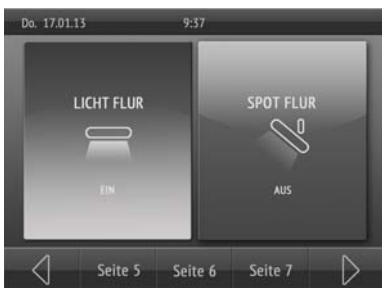 Do. 17.01.13 9:37
LICHT FLUR SPOT FLUR
EIN AUS
Seite 5 Seite 6 Seite 7